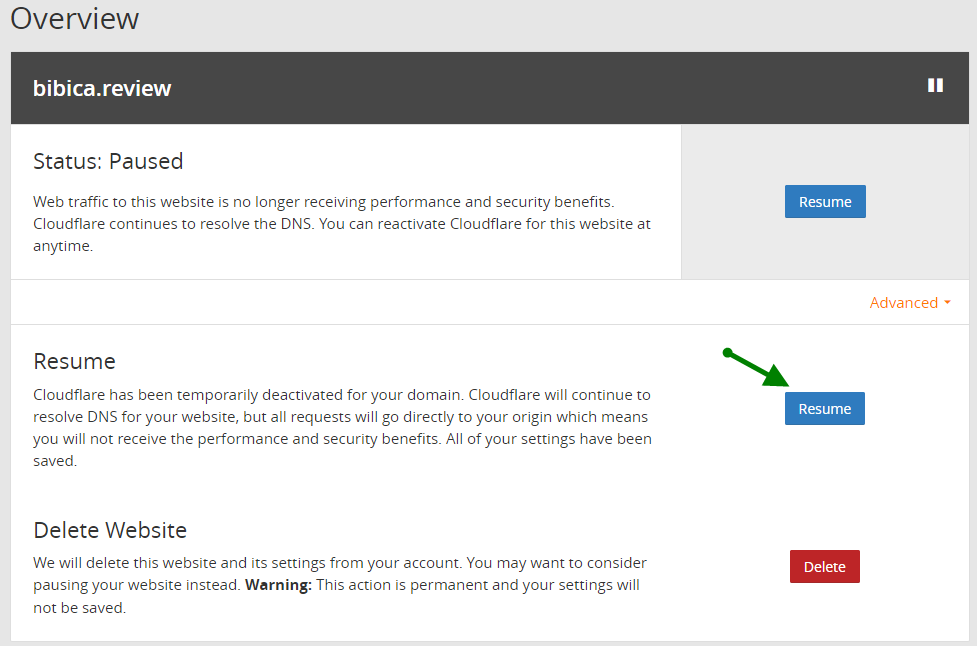 Overview
bibica.review
Status: Paused
Web traffic to this website is no longer receiving performance and security benefits.
Cloudflare continues to resolve the DNS. You can reactivate Cloudflare for this website at
anytime.
Resume
Advanced
Resume
Cloudflare has been temporarily deactivated for your domain. Cloudflare will continue to
resolve DNS for your website, but all requests will go directly to your origin which means
you will not receive the performance and security benefits. All of your settings have been
saved.
Resume
Delete Website
We will delete this website and its settings from your account. You may want to consider
pausing your website instead. Warning: This action is permanent and your settings will
not be saved.
Delete